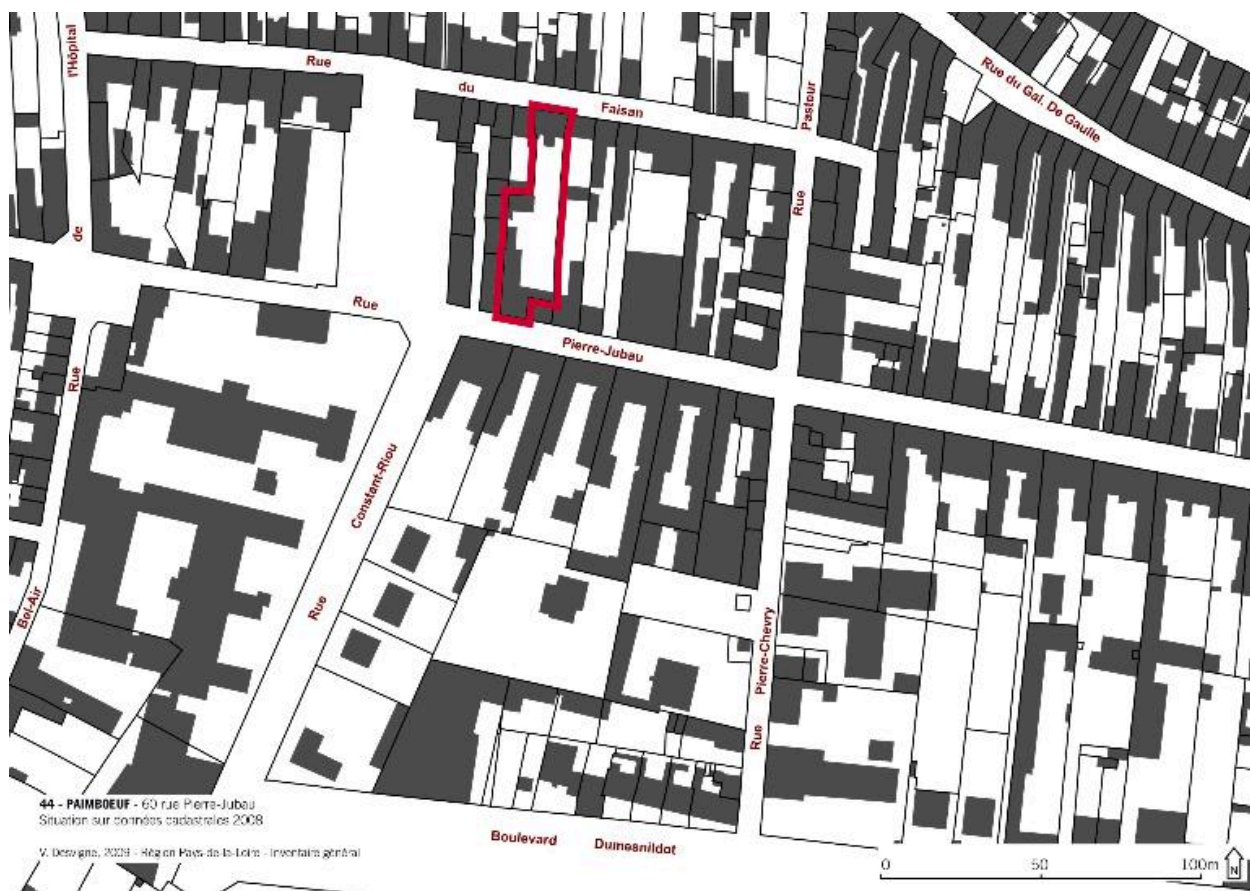 l'Hôpital
de
Rue
du
Faisan
Pastour
Rue
Rue du Gal. De Gaulle
Rue
Pierre-Jubau
Rue
Bel-Air
Constant-Riou
Rue
Pierre-Chevry
Rue
Boulevard Dumesnildot
44 - PAIMBOEUF - 60 rue Pierre-Jubau
Situation sur données cadastrales 2008
V. Desvigne, 2009 - Région Pays-de-la-Loire - Inventaire général
0 50 100m
N